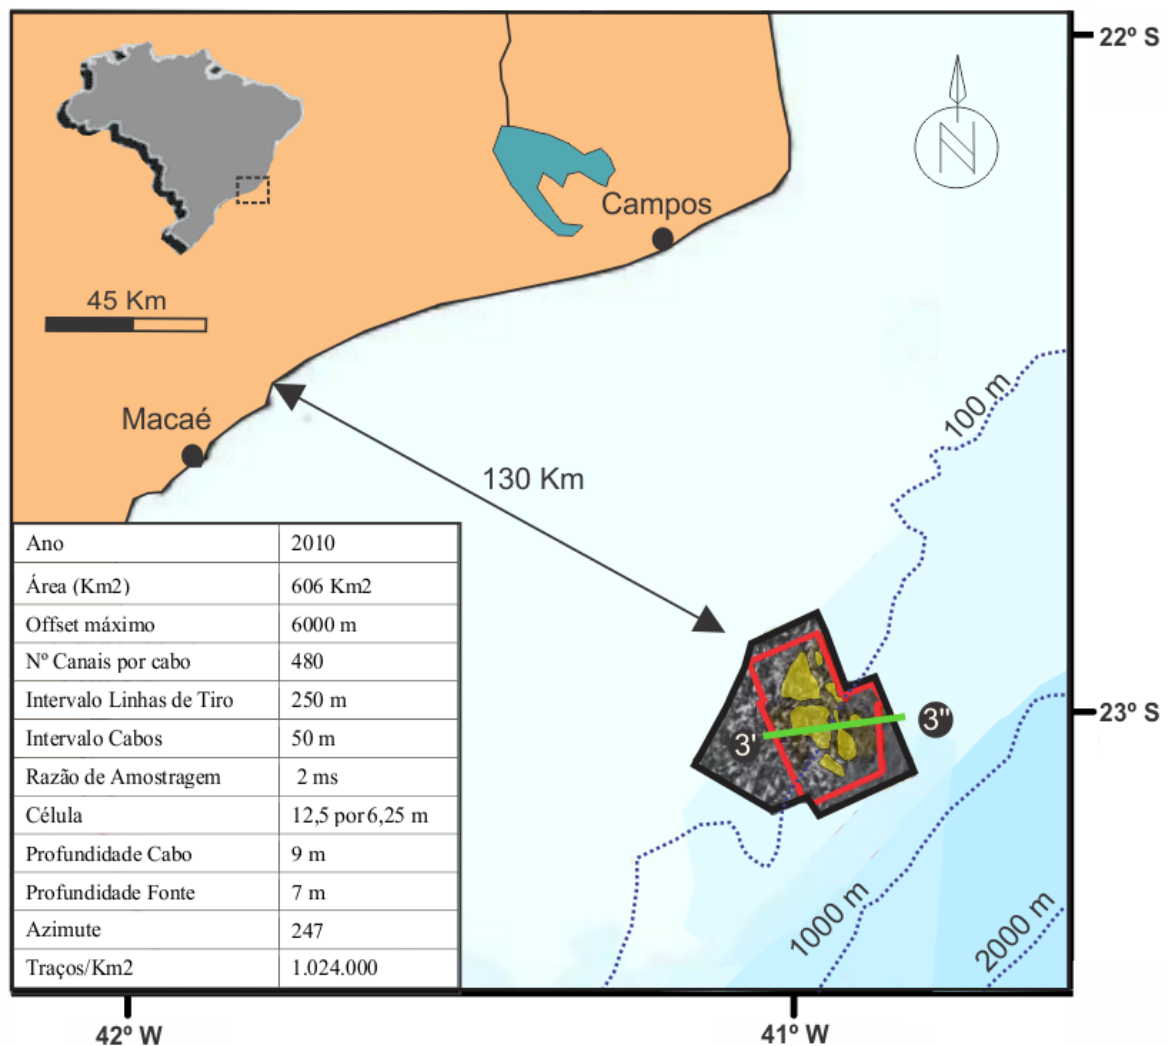 22º S
N
Campos
45 Km
100 m
Macaé
130 Km
Ano 2010
Área (Km2) 606 Km2
Offset máximo 6000 m
Nº Canais por cabo 480
Intervalo Linhas de Tiro 250 m
Intervalo Cabos 50 m
Razão de Amostragem 2 ms
Célula 12,5 por 6,25 m
Profundidade Cabo 9 m
Profundidade Fonte 7 m
Azimute 247
Traços/Km2 1.024.000
3' 3"
23º S
1000 m
2000 m
42º W
41º W